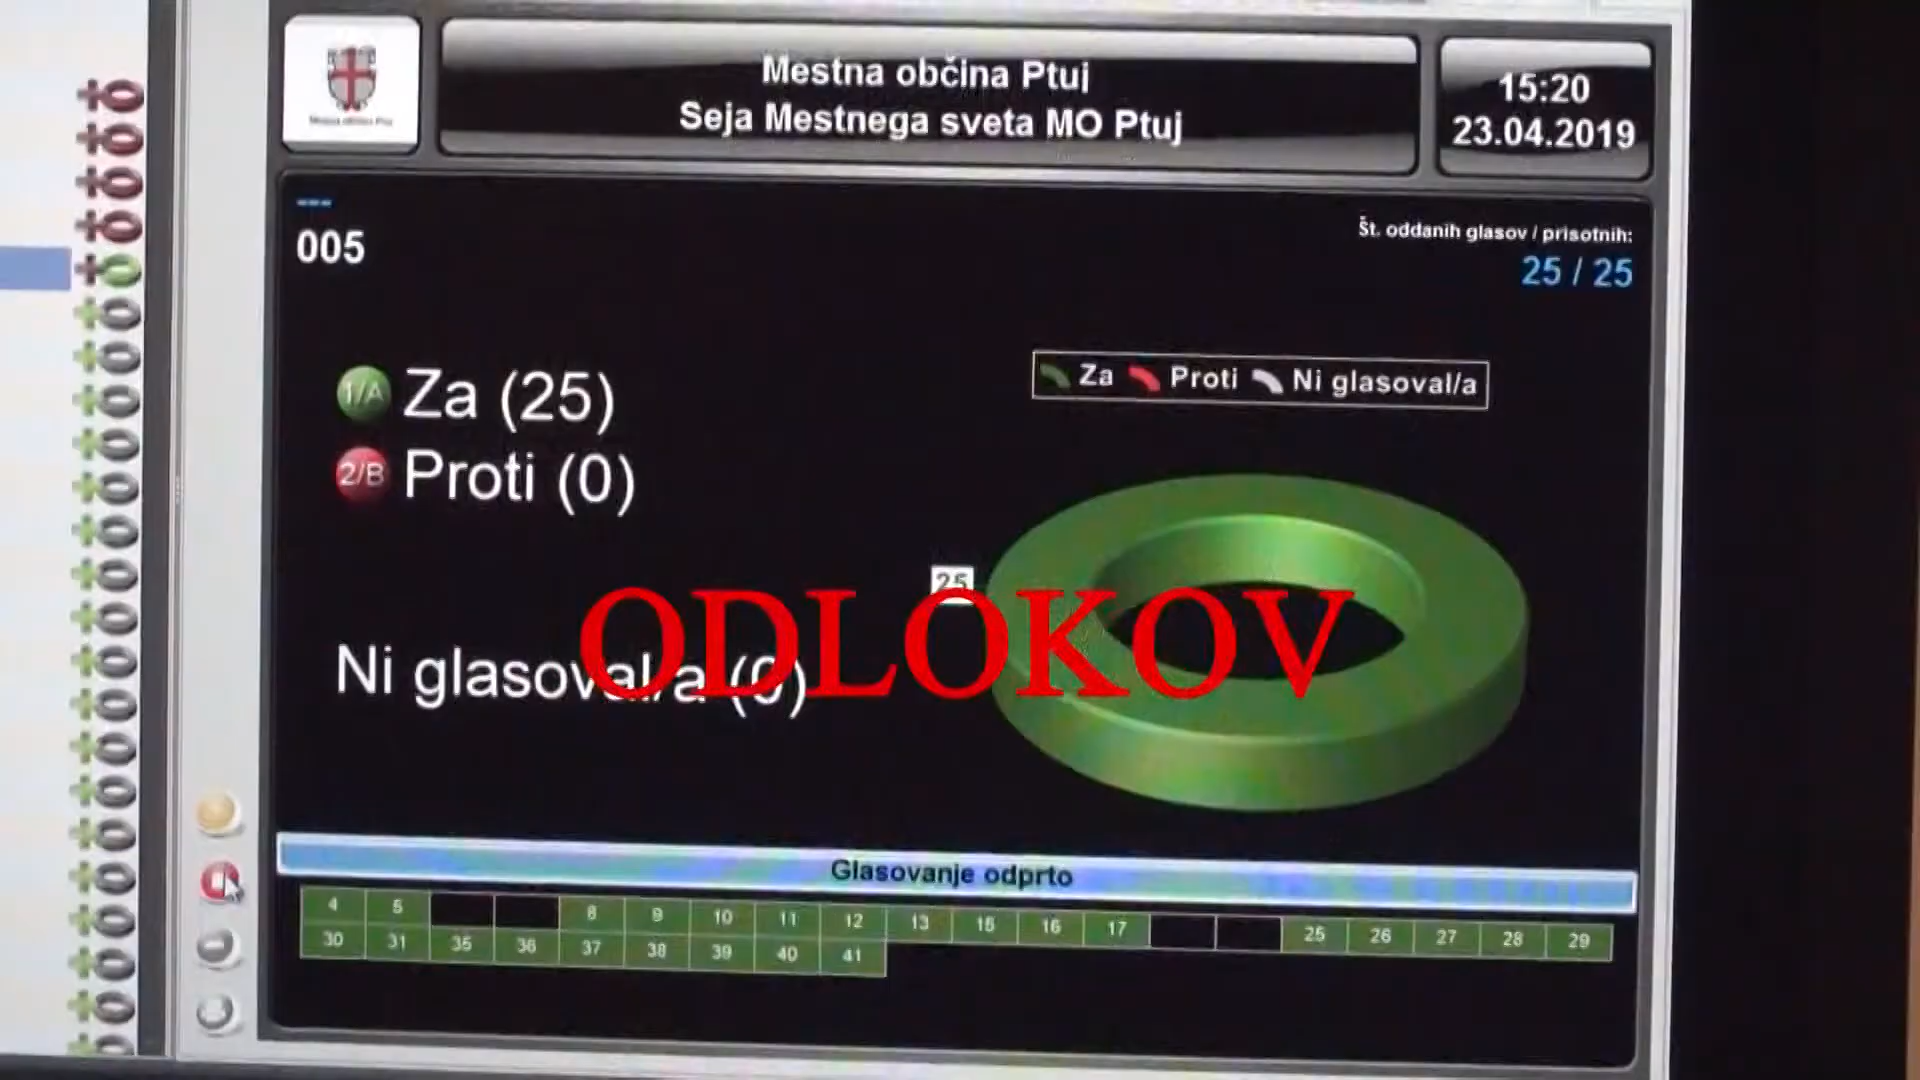 Mestna občina Ptuj
Seja Mestnega sveta MO Ptuj
15:20
23.04.2019
---
005
Št. oddanih glasov / prisotnih:
25 / 25
1/A Za (25)
2/B Proti (0)
Za Proti Ni glasoval/a
25
ODLOKOV
Ni glasoval/a (0)
Glasovanje odprto
4 5 8 9 10 11 12 13 15 16 17 25 26 27 28 29
30 31 35 36 37 38 39 40 41